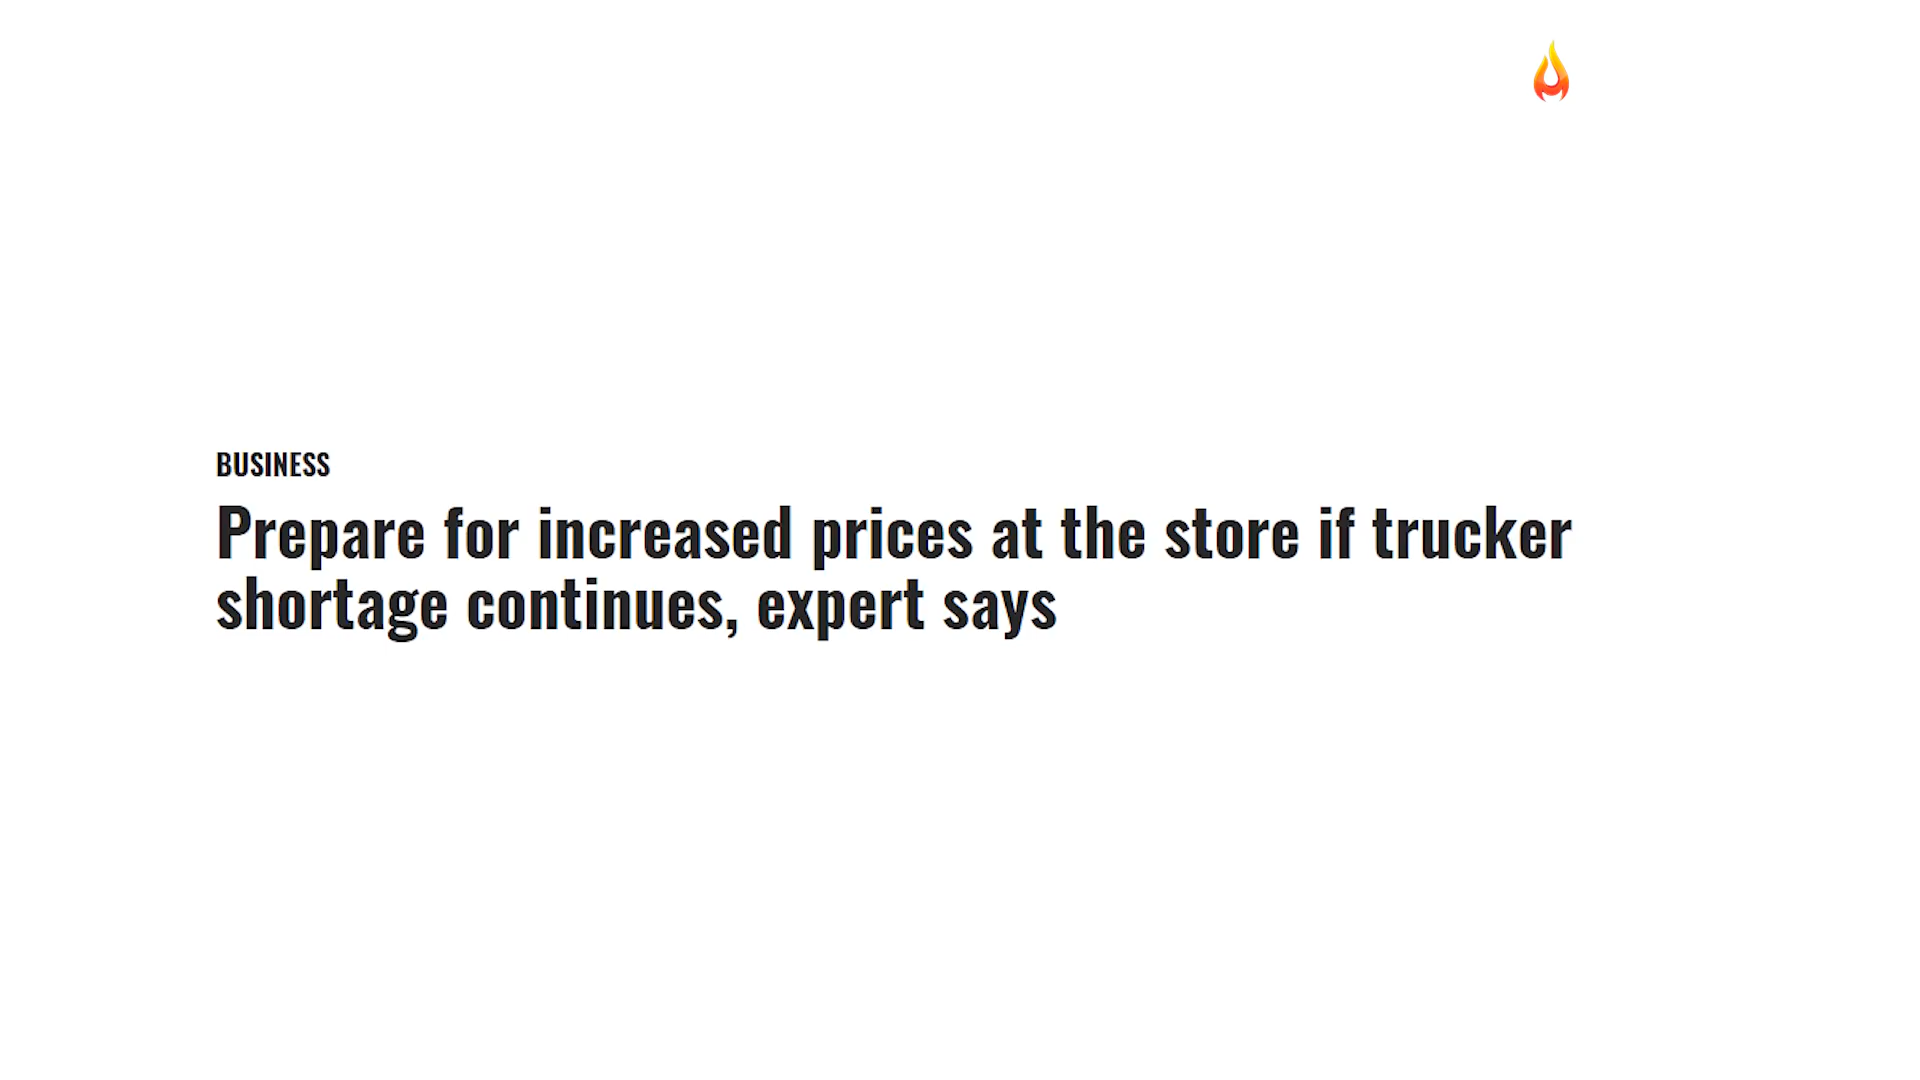 BUSINESS
Prepare for increased prices at the store if trucker
shortage continues, expert says